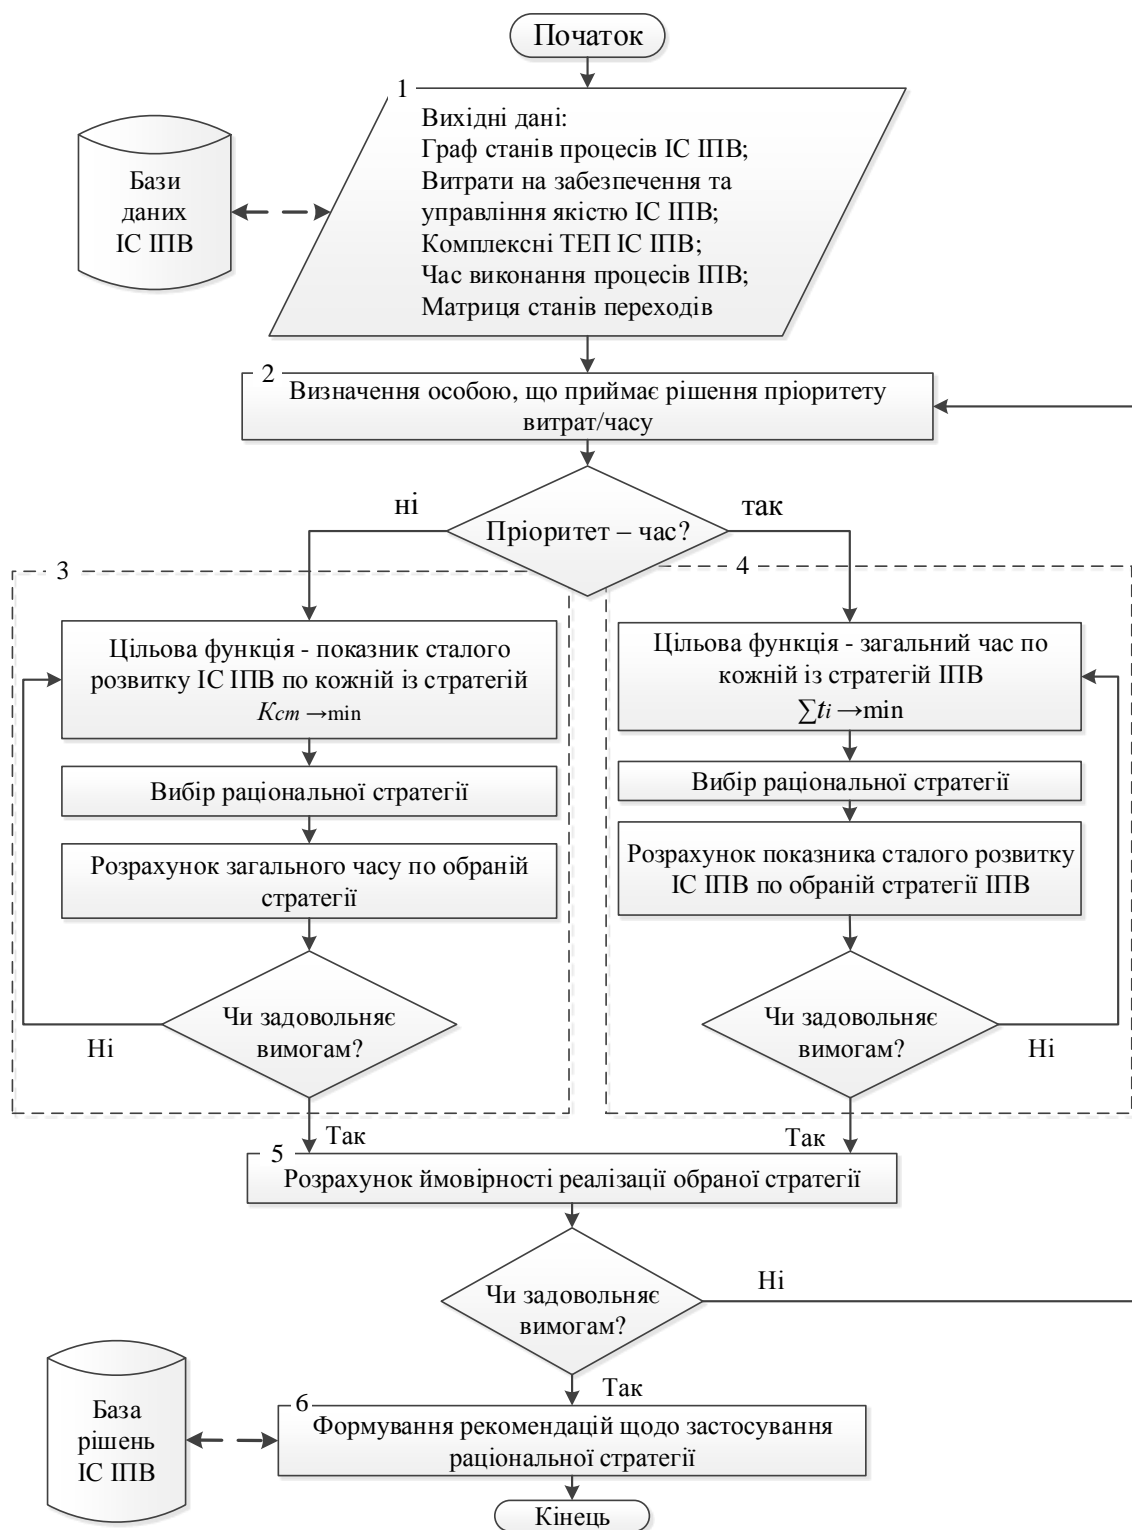 Початок
1
Вихідні дані:
Граф станів процесів ІС ІПВ;
Витрати на забезпечення та
управління якістю ІС ІПВ;
Комплексні ТЕП ІС ІПВ;
Час виконання процесів ІПВ;
Матриця станів переходів
Бази
даних
ІС ІПВ
2
Визначення особою, що приймає рішення пріоритету
витрат/часу
ні
Пріоритет – час?
так
3
Цільова функція - показник сталого
розвитку ІС ІПВ по кожній із стратегій
Kст →min
Вибір раціональної стратегії
Розрахунок загального часу по обраній
стратегії
Чи задовольняє
вимогам?
Ні
Так
4
Цільова функція - загальний час по
кожній із стратегій ІПВ
∑ti →min
Вибір раціональної стратегії
Розрахунок показника сталого розвитку
ІС ІПВ по обраній стратегії ІПВ
Чи задовольняє
вимогам?
Ні
Так
5
Розрахунок ймовірності реалізації обраної стратегії
Чи задовольняє
вимогам?
Ні
Так
База
рішень
ІС ІПВ
6
Формування рекомендацій щодо застосування
раціональної стратегії
Кінець